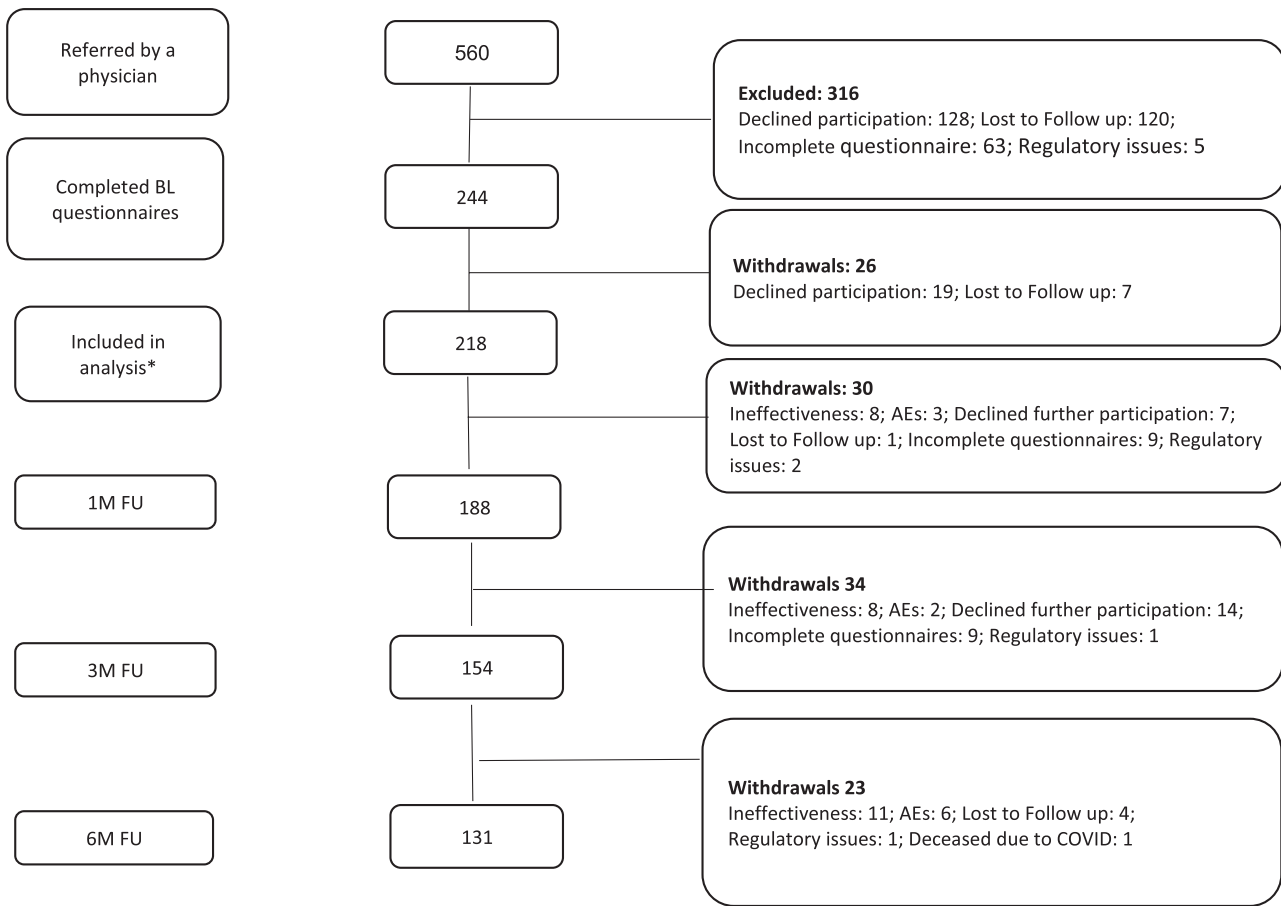 Referred by a
physician
560
Excluded: 316
Declined participation: 128; Lost to Follow up: 120;
Incomplete questionnaire: 63; Regulatory issues: 5
Completed BL
questionnaires
244
Withdrawals: 26
Declined participation: 19; Lost to Follow up: 7
Included in
analysis*
218
Withdrawals: 30
Ineffectiveness: 8; AEs: 3; Declined further participation: 7;
Lost to Follow up: 1; Incomplete questionnaires: 9; Regulatory
issues: 2
1M FU
188
Withdrawals 34
Ineffectiveness: 8; AEs: 2; Declined further participation: 14;
Incomplete questionnaires: 9; Regulatory issues: 1
3M FU
154
Withdrawals 23
Ineffectiveness: 11; AEs: 6; Lost to Follow up: 4;
Regulatory issues: 1; Deceased due to COVID: 1
6M FU
131